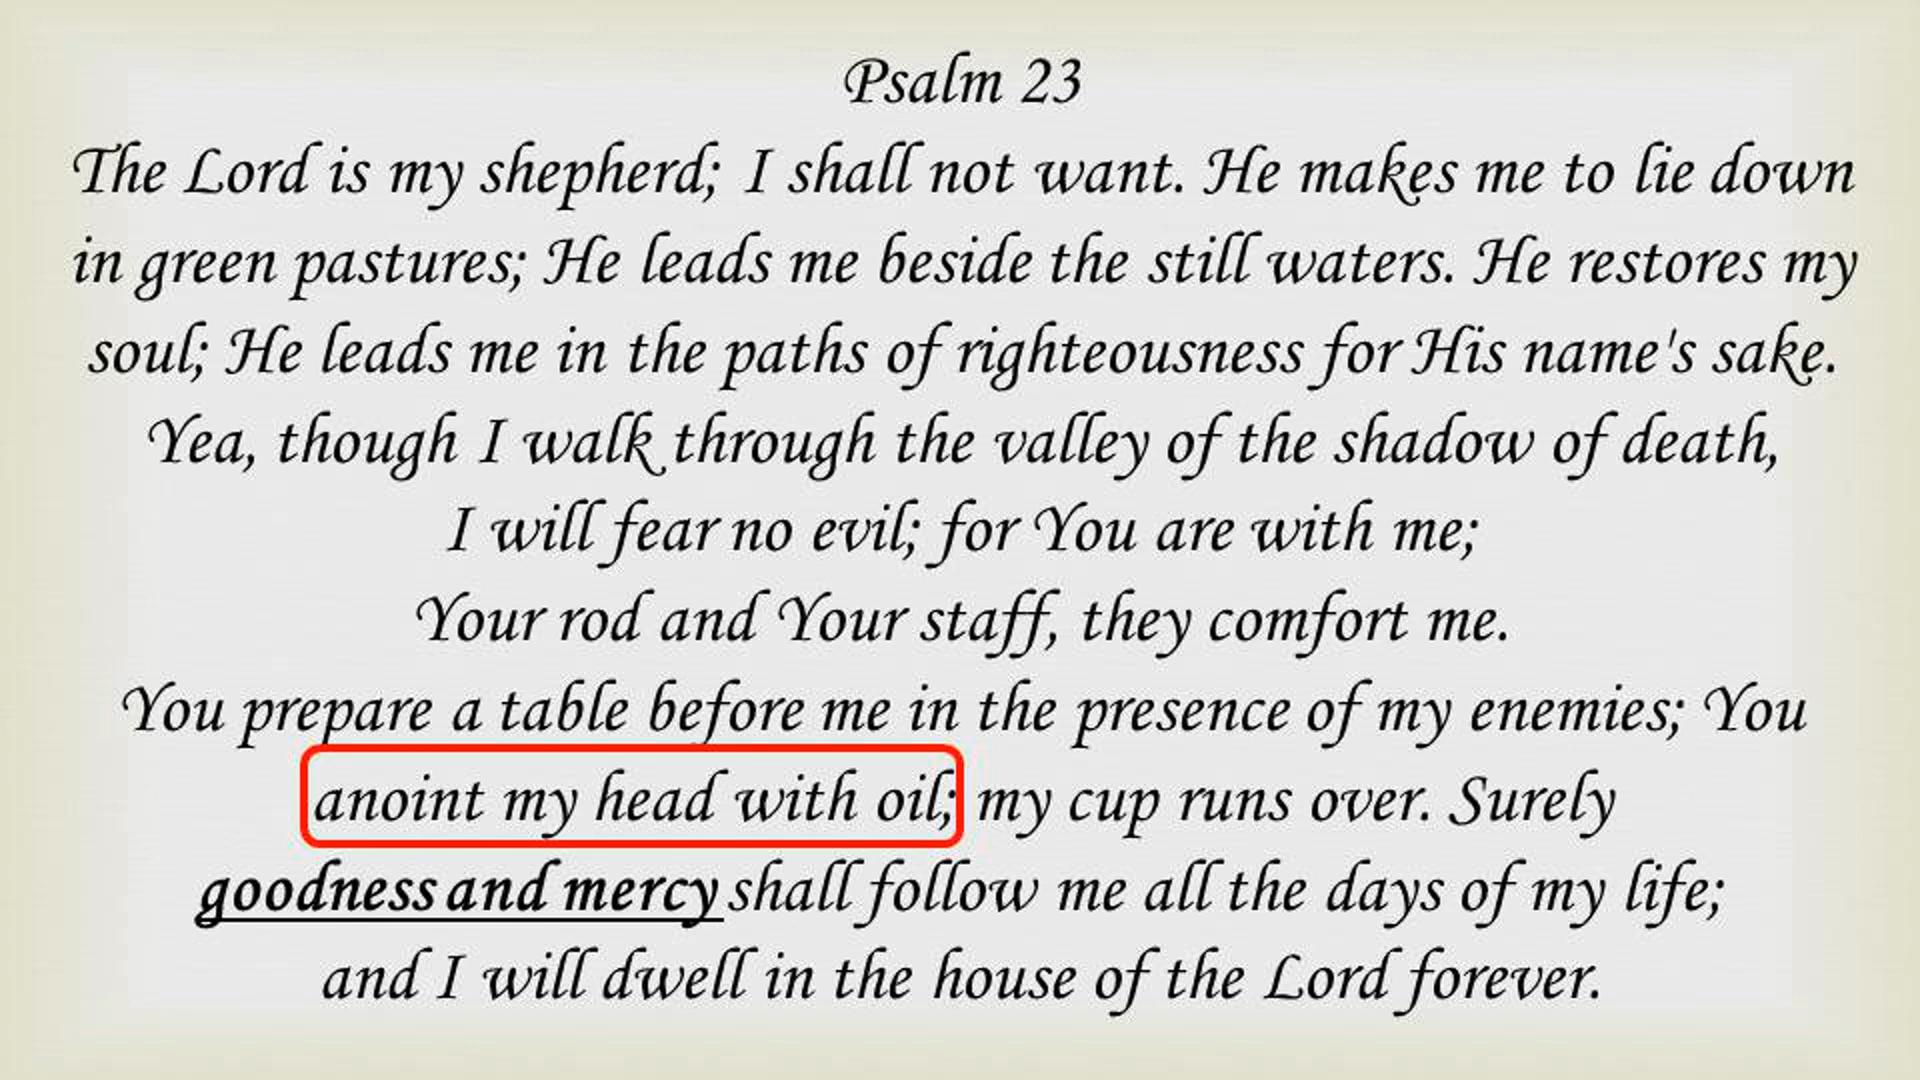 Psalm 23
The Lord is my shepherd; I shall not want. He makes me to lie down
in green pastures; He leads me beside the still waters. He restores my
soul; He leads me in the paths of righteousness for His name's sake.
Yea, though I walk through the valley of the shadow of death,
I will fear no evil; for You are with me;
Your rod and Your staff, they comfort me.
You prepare a table before me in the presence of my enemies; You
anoint my head with oil; my cup runs over. Surely
goodness and mercy shall follow me all the days of my life;
and I will dwell in the house of the Lord forever.